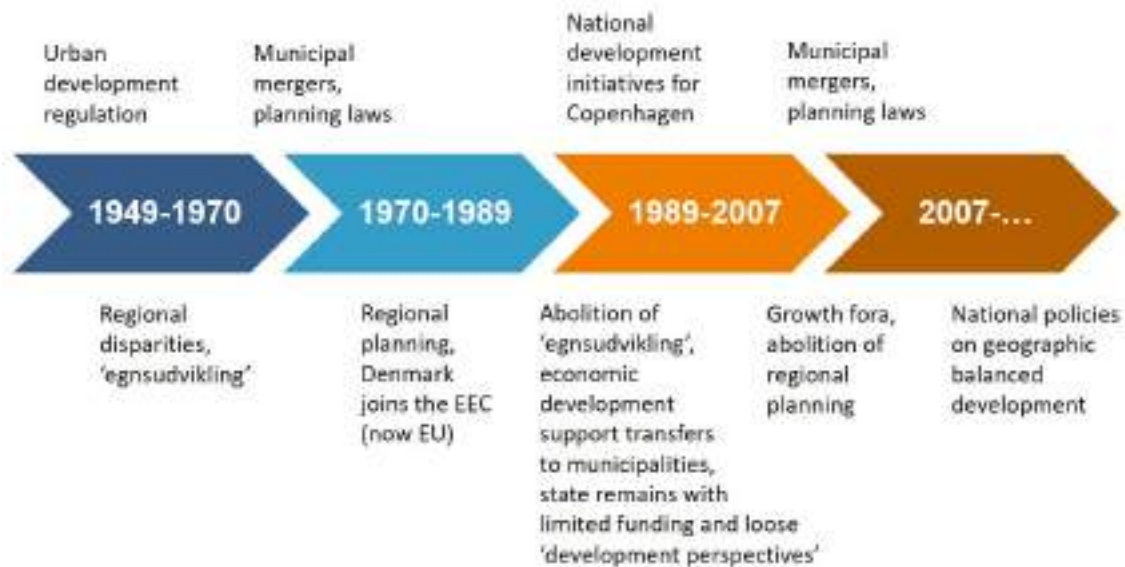 Urban
development
regulation
Municipal
mergers,
planning laws
National
development
initiatives for
Copenhagen
Municipal
mergers,
planning laws
1949-1970
1970-1989
1989-2007
2007-...
Regional
disparities,
‘egnsudvikling’
Regional
planning,
Denmark
joins the EEC
(now EU)
Abolition of
‘egnsudvikling’,
economic
development
support transfers
to municipalities,
state remains with
limited funding and loose
‘development perspectives’
Growth fora,
abolition of
regional
planning
National policies
on geographic
balanced
development